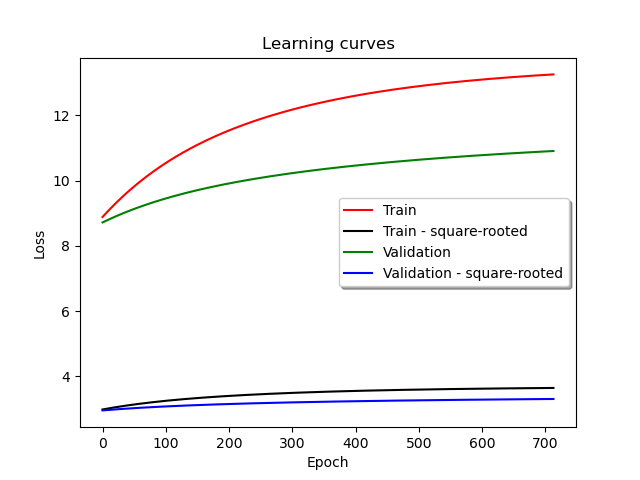 Learning curves
12
10
8
6
4
Loss
Train
Train - square-rooted
Validation
Validation - square-rooted
0 100 200 300 400 500 600 700
Epoch